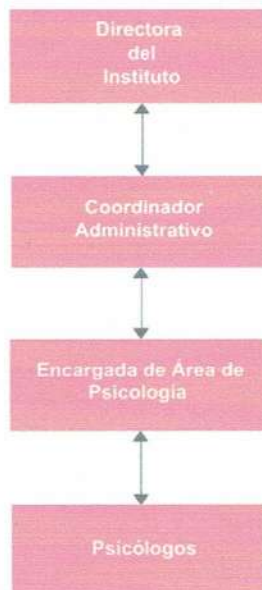 Directora
del
Instituto
Coordinador
Administrativo
Encargada de Área de
Psicología
Psicólogos